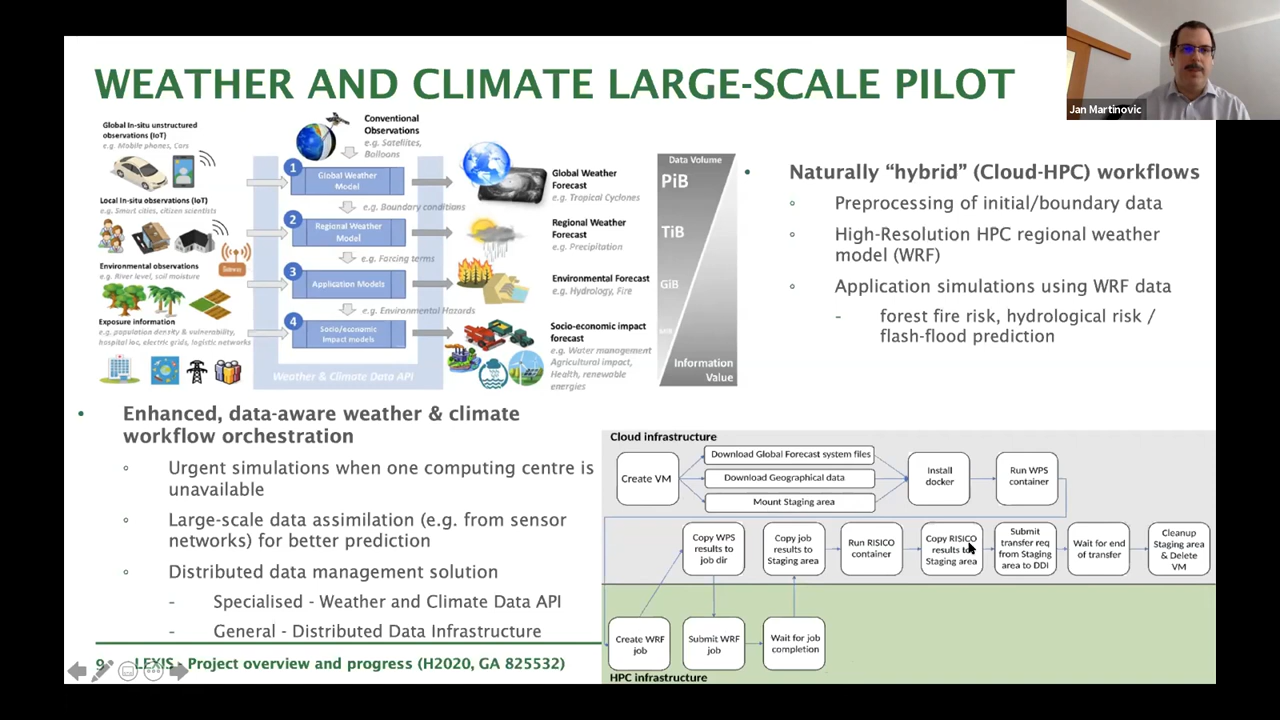 Jan Martinovic
WEATHER AND CLIMATE LARGE-SCALE PILOT
Global In-situ unstructured
observations (IoT)
e.g. Mobile phones, Cars
Local In-situ observations (IoT)
e.g. Smart cities, citizen scientists
Environmental observations
e.g. River level, soil moisture
Exposure information
e.g. population density & vulnerability,
hospital loc, electric grids, logistic networks
Conventional
Observations
e.g. Satellites,
Balloons
1
Global Weather
Model
e.g. Boundary conditions
2
Regional Weather
Model
e.g. Forcing terms
3
Application Models
e.g. Environmental Hazards
4
Socio/economic
Impact models
Weather & Climate Data API
Global Weather
Forecast
e.g. Tropical Cyclones
Regional Weather
Forecast
e.g. Precipitation
Environmental Forecast
e.g. Hydrology, Fire
Socio-economic impact
forecast
e.g. Water management
Agricultural impact,
Health, renewable
energies
Data Volume
PiB
TiB
GiB
MiB
Information
Value
• Naturally “hybrid” (Cloud-HPC) workflows
◦ Preprocessing of initial/boundary data
◦ High-Resolution HPC regional weather
model (WRF)
◦ Application simulations using WRF data
- forest fire risk, hydrological risk /
flash-flood prediction
• Enhanced, data-aware weather & climate
workflow orchestration
◦ Urgent simulations when one computing centre is
unavailable
◦ Large-scale data assimilation (e.g. from sensor
networks) for better prediction
◦ Distributed data management solution
- Specialised - Weather and Climate Data API
- General - Distributed Data Infrastructure
Cloud infrastructure
Create VM
Download Global Forecast system files
Download Geographical data
Mount Staging area
Install
docker
Run WPS
container
Copy WPS
results to
job dir
Copy job
results to
Staging area
Run RISICO
container
Copy RISICO
results to
Staging area
Submit
transfer req
from Staging
area to DDI
Wait for end
of transfer
Cleanup
Staging area
& Delete
VM
Create WRF
job
Submit WRF
job
Wait for job
completion
HPC infrastructure
9 LEXIS - Project overview and progress (H2020, GA 825532)